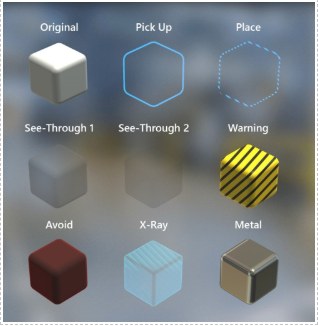 Original Pick Up Place
See-Through 1 See-Through 2 Warning
Avoid X-Ray Metal